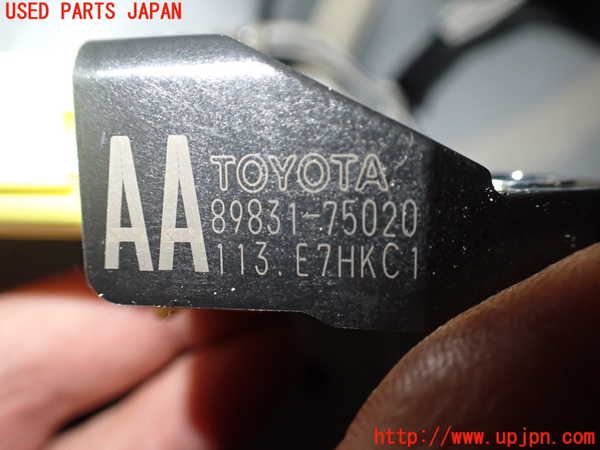 USED PARTS JAPAN
AA
TOYOTA
89831-75020
113.E7HKC1
http://www.upjpn.com